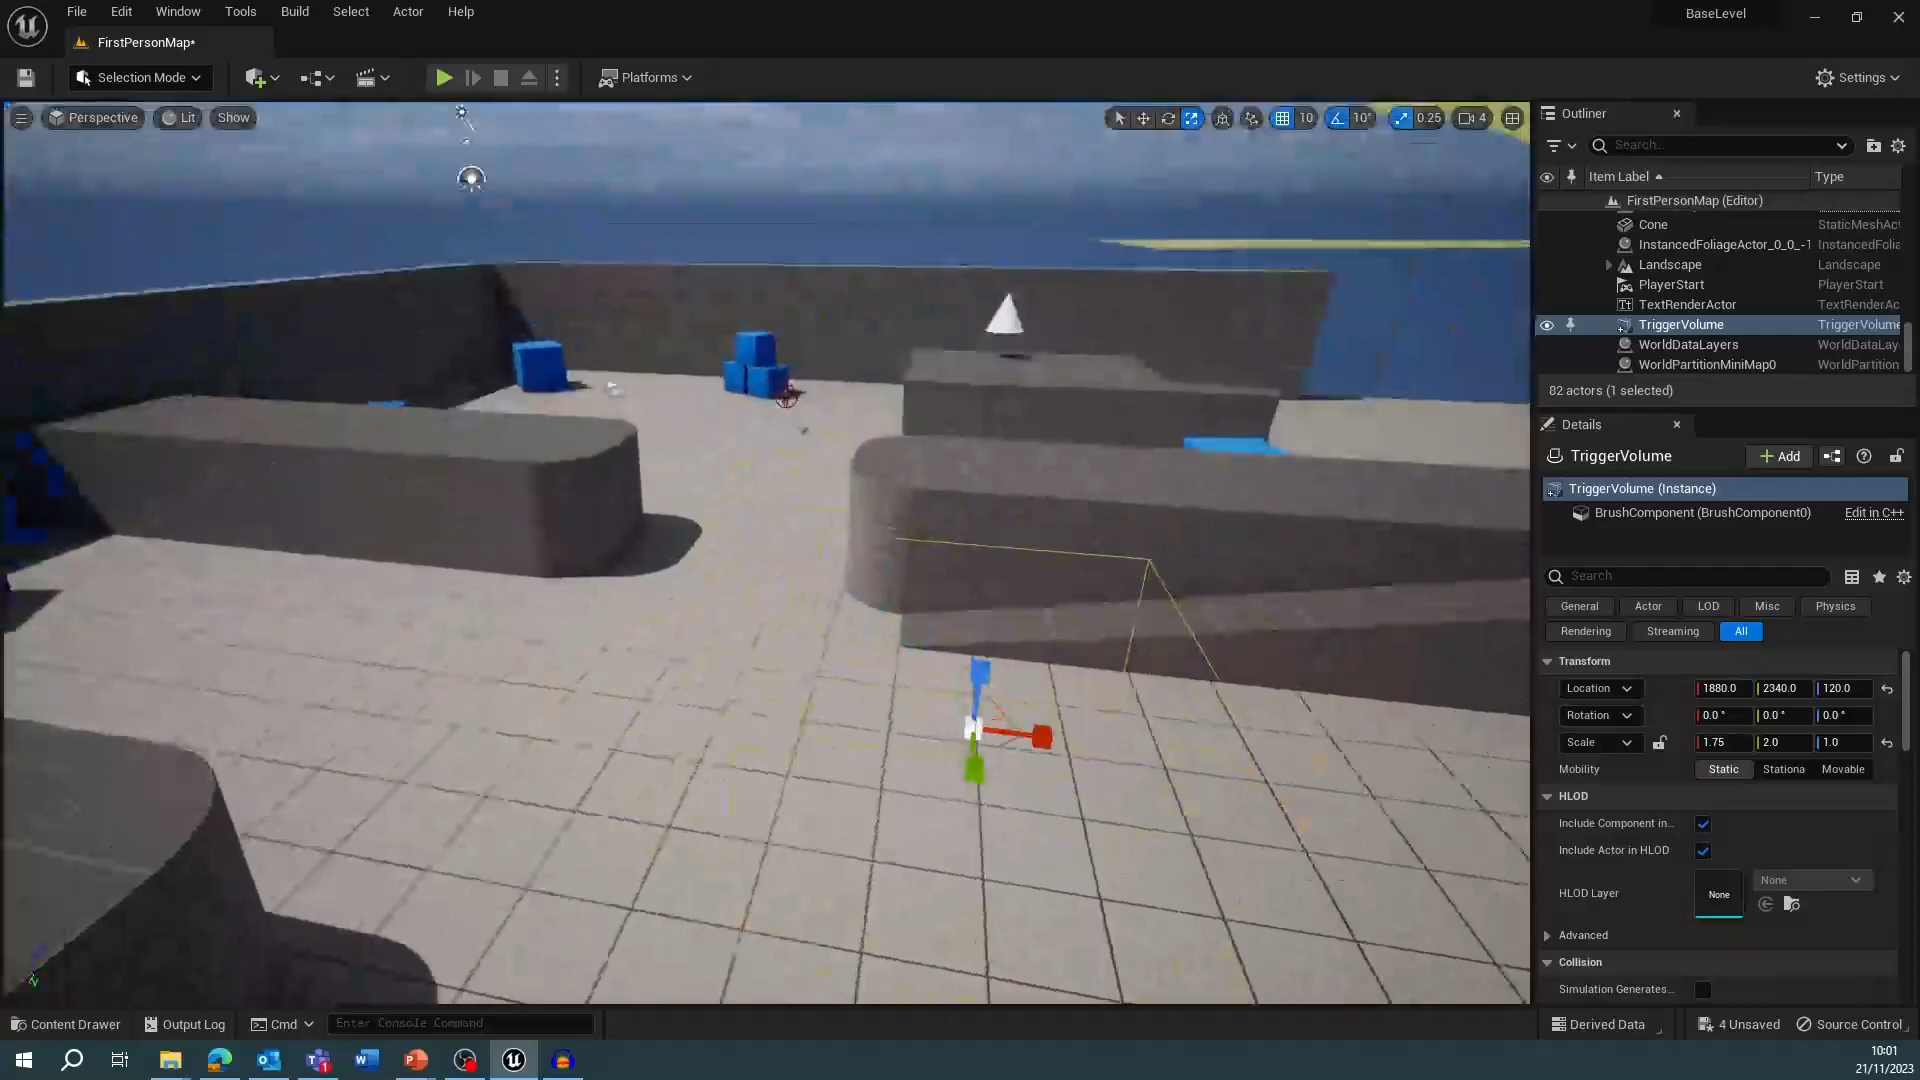 File Edit Window Tools Build Select Actor Help
BaseLevel
FirstPersonMap*
Selection Mode
Platforms
Settings
Perspective
Lit
Show
10
10°
0.25
4
Outliner
Search...
Item Label
Type
FirstPersonMap (Editor)
Cone StaticMeshAct
InstancedFoliageActor_0_0_-1 InstancedFolia
Landscape Landscape
PlayerStart PlayerStart
TextRenderActor TextRenderAc
TriggerVolume TriggerVolume
WorldDataLayers WorldDataLay
WorldPartitionMiniMap0 WorldPartition
82 actors (1 selected)
Details
TriggerVolume
Add
TriggerVolume (Instance)
BrushComponent (BrushComponent0) Edit in C++
Search
General Actor LOD Misc Physics
Rendering Streaming All
Transform
Location 1880.0 2340.0 120.0
Rotation 0.0 ° 0.0 ° 0.0 °
Scale 1.75 2.0 1.0
Mobility Static Stationa Movable
HLOD
Include Component in...
Include Actor in HLOD
HLOD Layer None None
Advanced
Collision
Simulation Generates...
Content Drawer
Output Log
Cmd
Enter Console Command
Derived Data
4 Unsaved
Source Control
10:01
21/11/2023